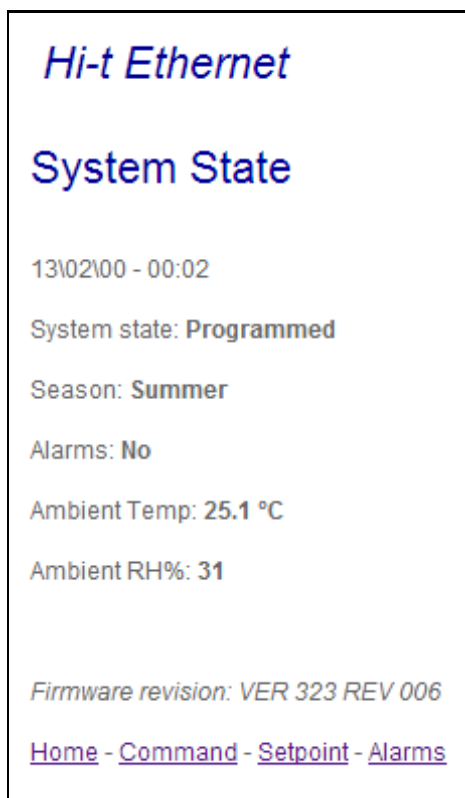 Hi-t Ethernet
System State
13\02\00 - 00:02
System state: Programmed
Season: Summer
Alarms: No
Ambient Temp: 25.1 °C
Ambient RH%: 31
Firmware revision: VER 323 REV 006
Home - Command - Setpoint - Alarms